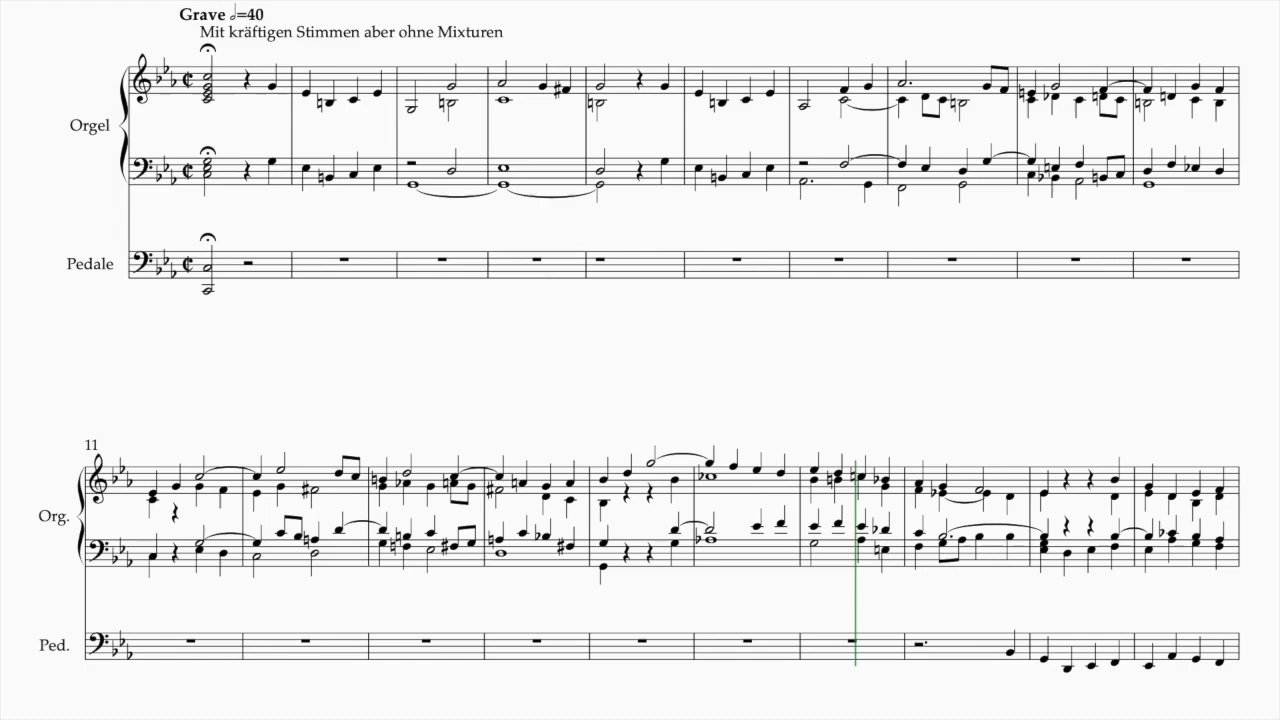 Grave 𝅗𝅥=40
Mit kräftigen Stimmen aber ohne Mixturen
Orgel
Pedale
11
Org.
Ped.